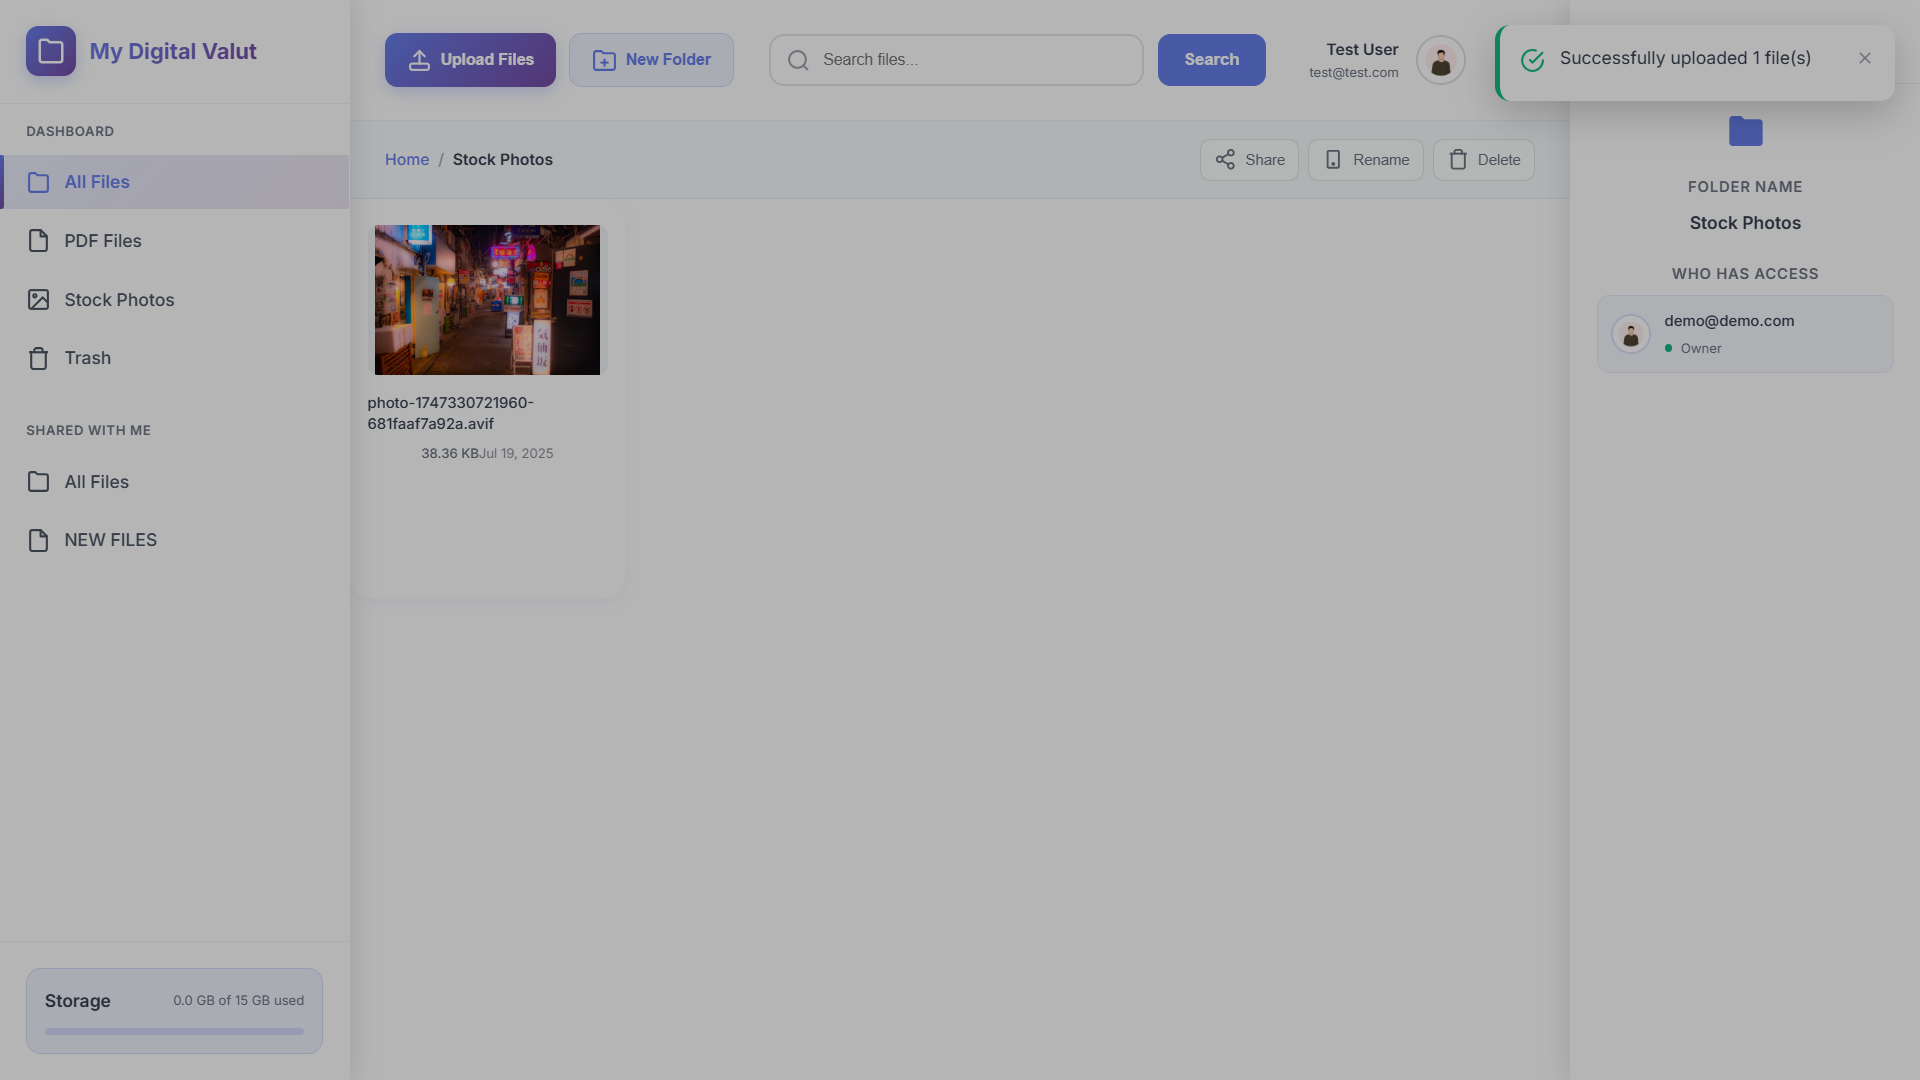 My Digital Valut
Upload Files
New Folder
Search files...
Search
Test User
test@test.com
Successfully uploaded 1 file(s)
DASHBOARD
All Files
PDF Files
Stock Photos
Trash
SHARED WITH ME
All Files
NEW FILES
Storage
0.0 GB of 15 GB used
Home / Stock Photos
Share
Rename
Delete
photo-1747330721960-
681faaf7a92a.avif
38.36 KBJul 19, 2025
FOLDER NAME
Stock Photos
WHO HAS ACCESS
demo@demo.com
Owner